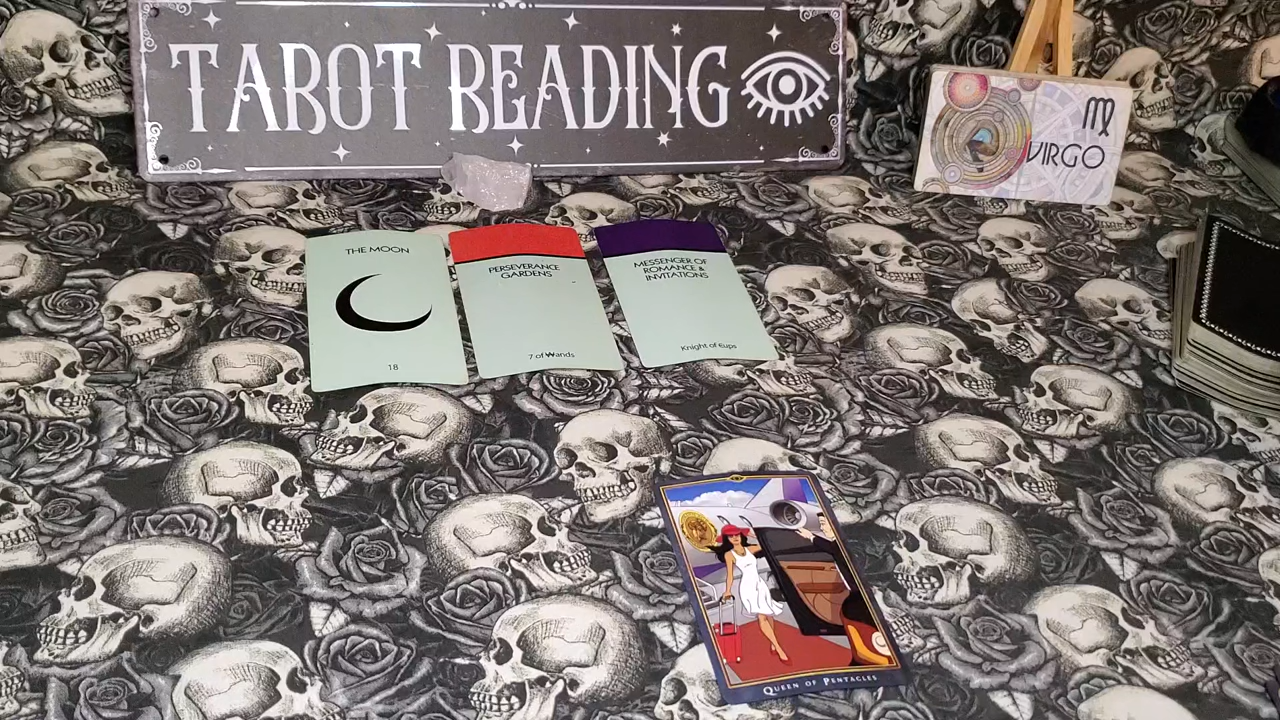 TAROT READING
♍
VIRGO
THE MOON
18
PERSEVERANCE
GARDENS
7 of Wands
MESSENGER OF
ROMANCE &
INVITATIONS
Knight of Cups
QUEEN OF PENTACLES